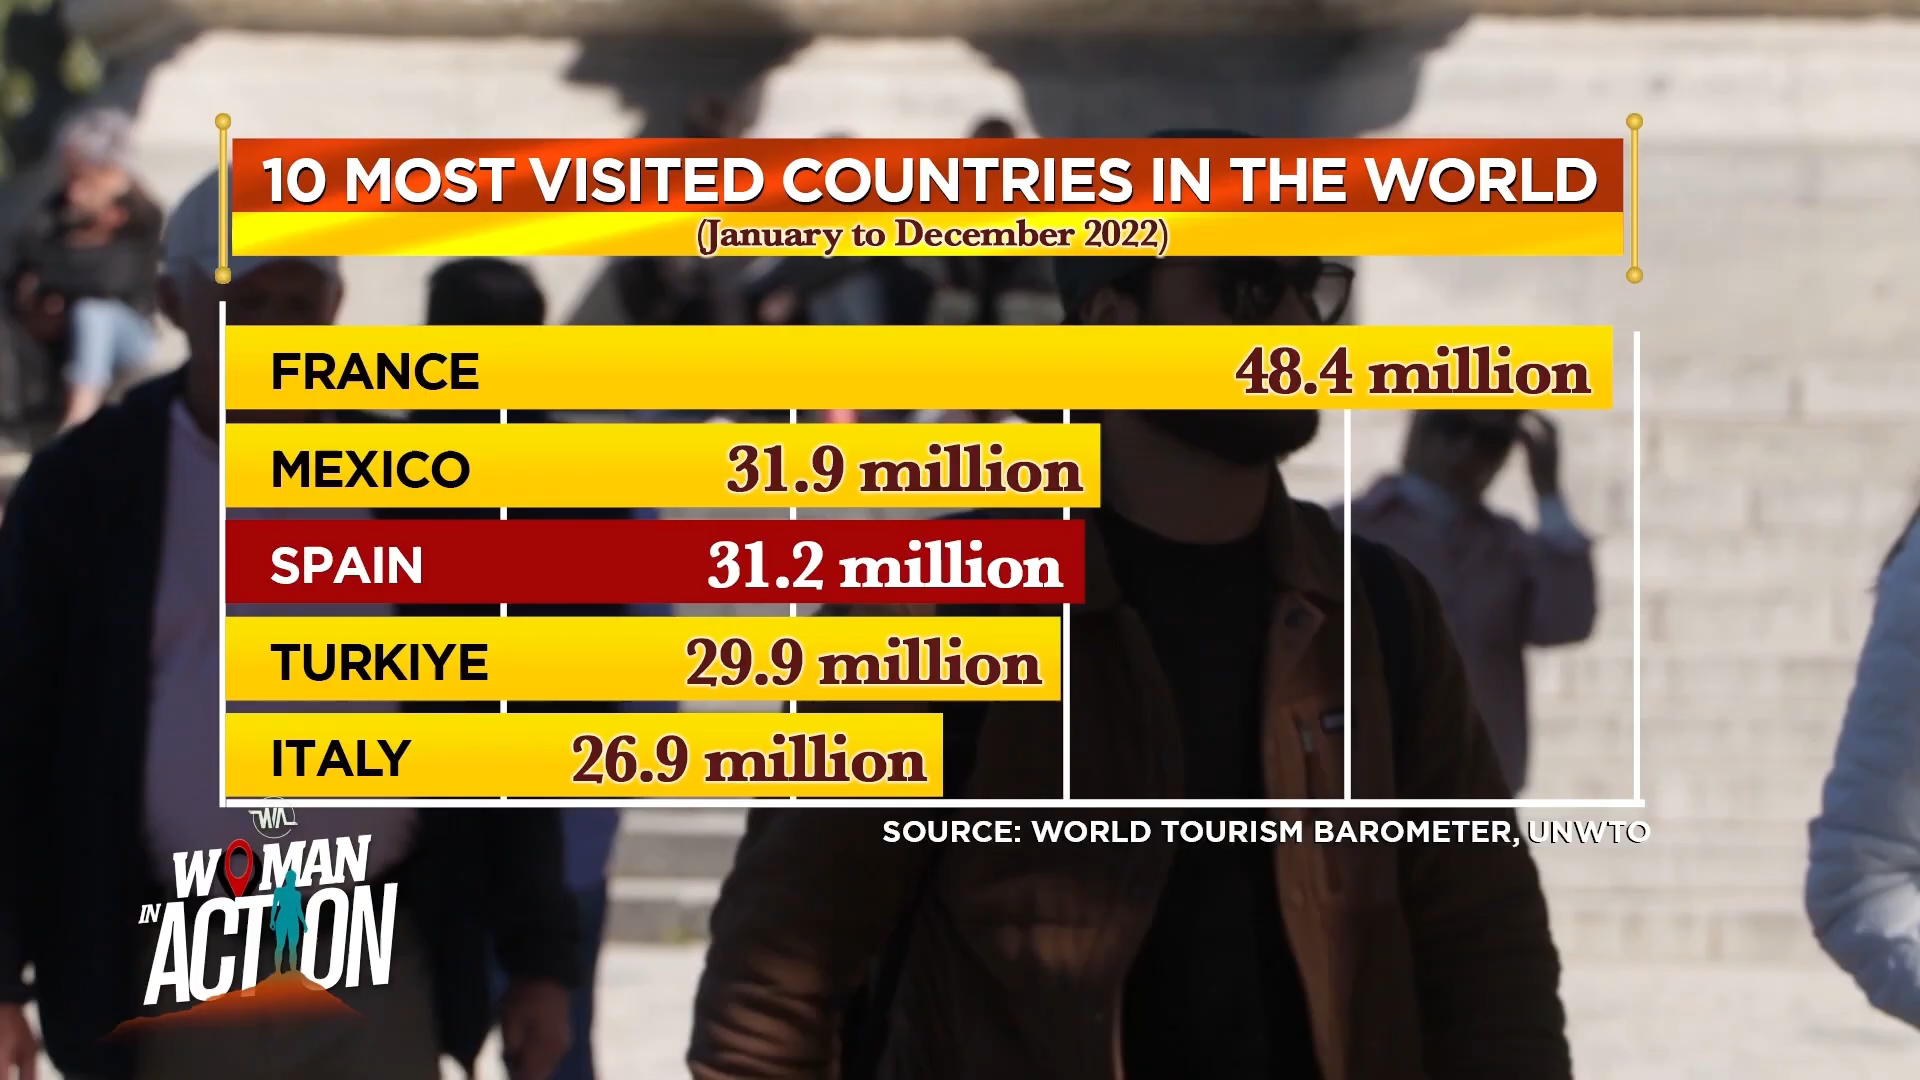 10 MOST VISITED COUNTRIES IN THE WORLD
(January to December 2022)
FRANCE 48.4 million
MEXICO 31.9 million
SPAIN 31.2 million
TURKIYE 29.9 million
ITALY 26.9 million
SOURCE: WORLD TOURISM BAROMETER, UNWTO
WA
WOMAN
IN ACTION